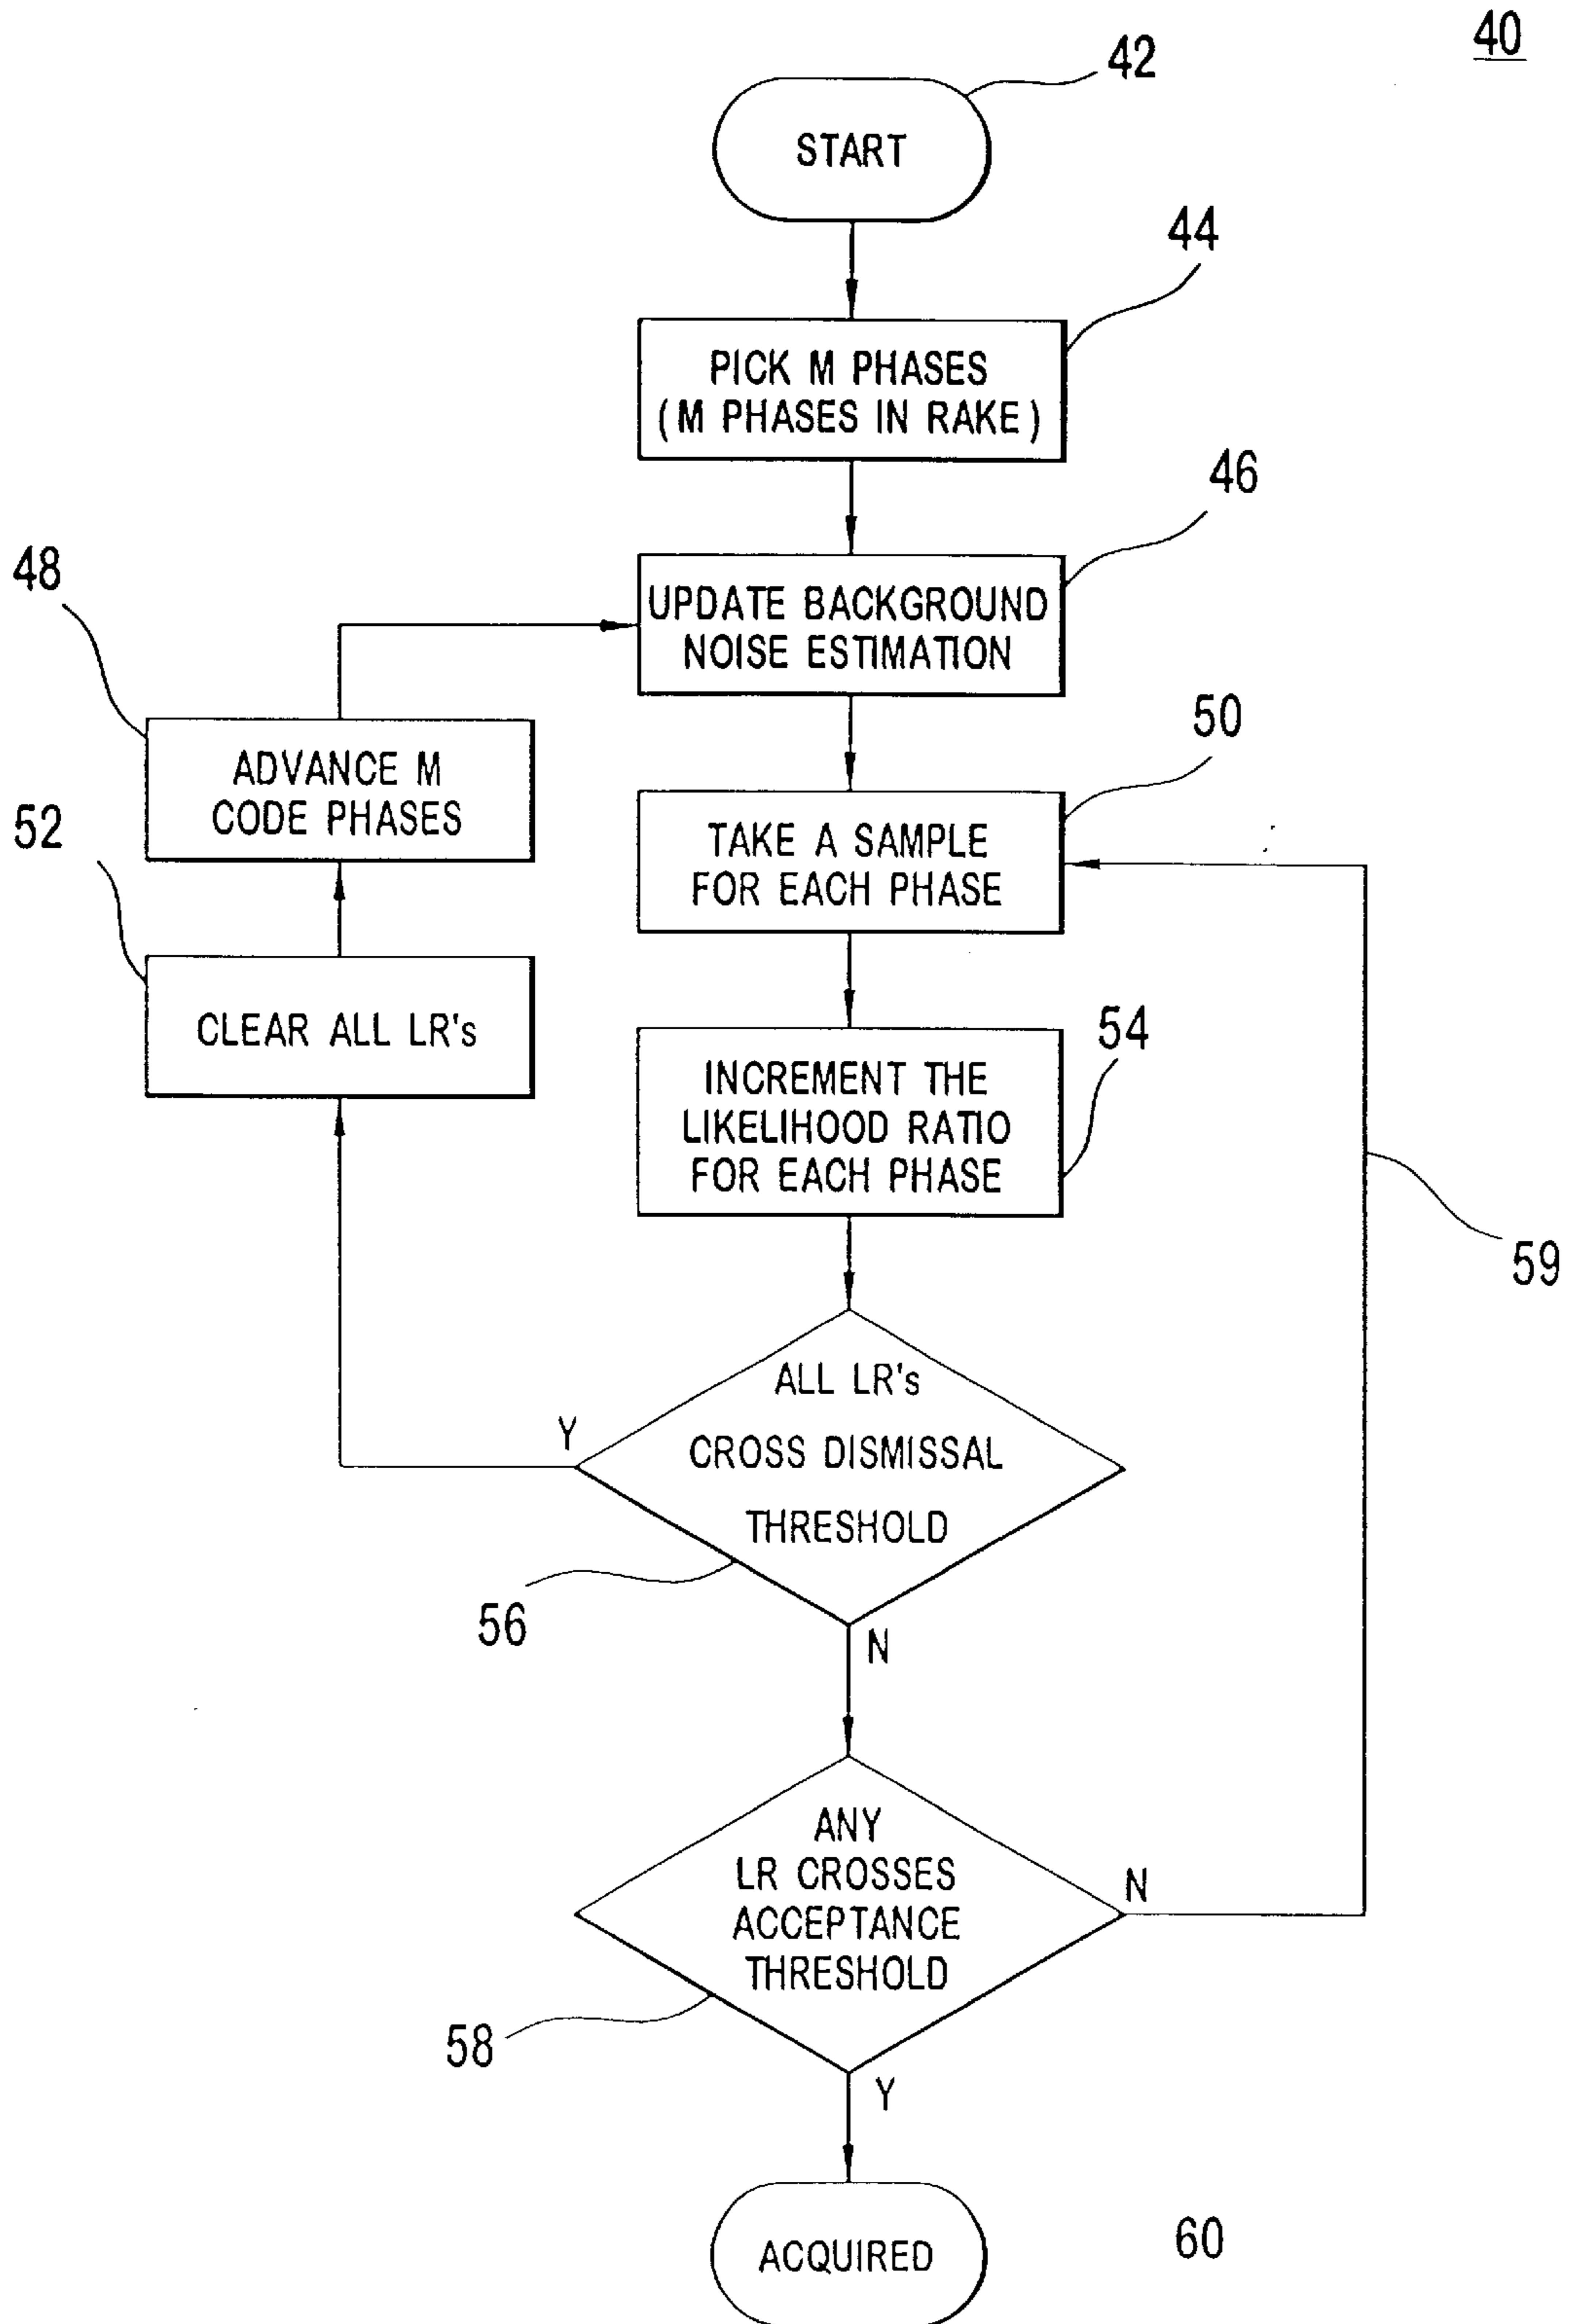 40
42
START
44
PICK M PHASES
(M PHASES IN RAKE)
46
UPDATE BACKGROUND
NOISE ESTIMATION
48
ADVANCE M
CODE PHASES
50
TAKE A SAMPLE
FOR EACH PHASE
52
CLEAR ALL LR's
54
INCREMENT THE
LIKELIHOOD RATIO
FOR EACH PHASE
59
ALL LR's
CROSS DISMISSAL
THRESHOLD
Y
56
N
ANY
LR CROSSES
ACCEPTANCE
THRESHOLD
N
58
Y
ACQUIRED
60